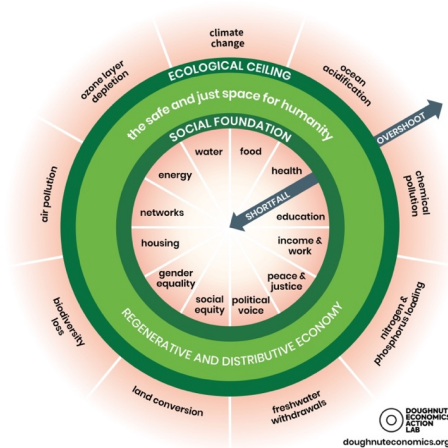 climate
change
ocean
acidification
chemical
pollution
nitrogen &
phosphorus loading
freshwater
withdrawals
land conversion
biodiversity
loss
air pollution
ozone layer
depletion
ECOLOGICAL CEILING
the safe and just space for humanity
SOCIAL FOUNDATION
OVERSHOOT
SHORTFALL
water
food
health
education
income &
work
peace &
justice
political
voice
social
equity
gender
equality
housing
networks
energy
REGENERATIVE AND DISTRIBUTIVE ECONOMY
DOUGHNUT
ECONOMICS
ACTION
LAB
doughnuteconomics.org